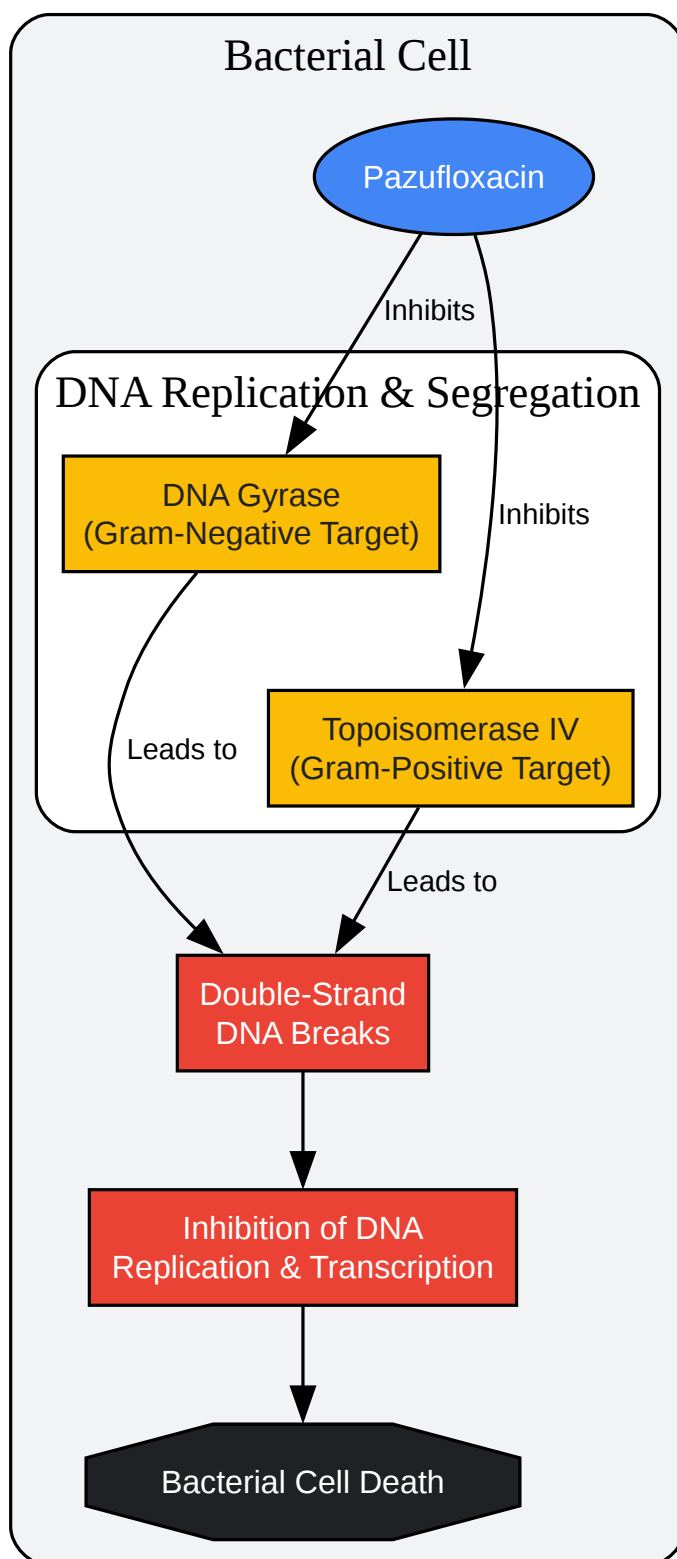 Bacterial Cell
Pazufloxacin
Inhibits
DNA Replication & Segregation
DNA Gyrase
(Gram-Negative Target)
Inhibits
Topoisomerase IV
(Gram-Positive Target)
Leads to
Leads to
Double-Strand
DNA Breaks
Inhibition of DNA
Replication & Transcription
Bacterial Cell Death